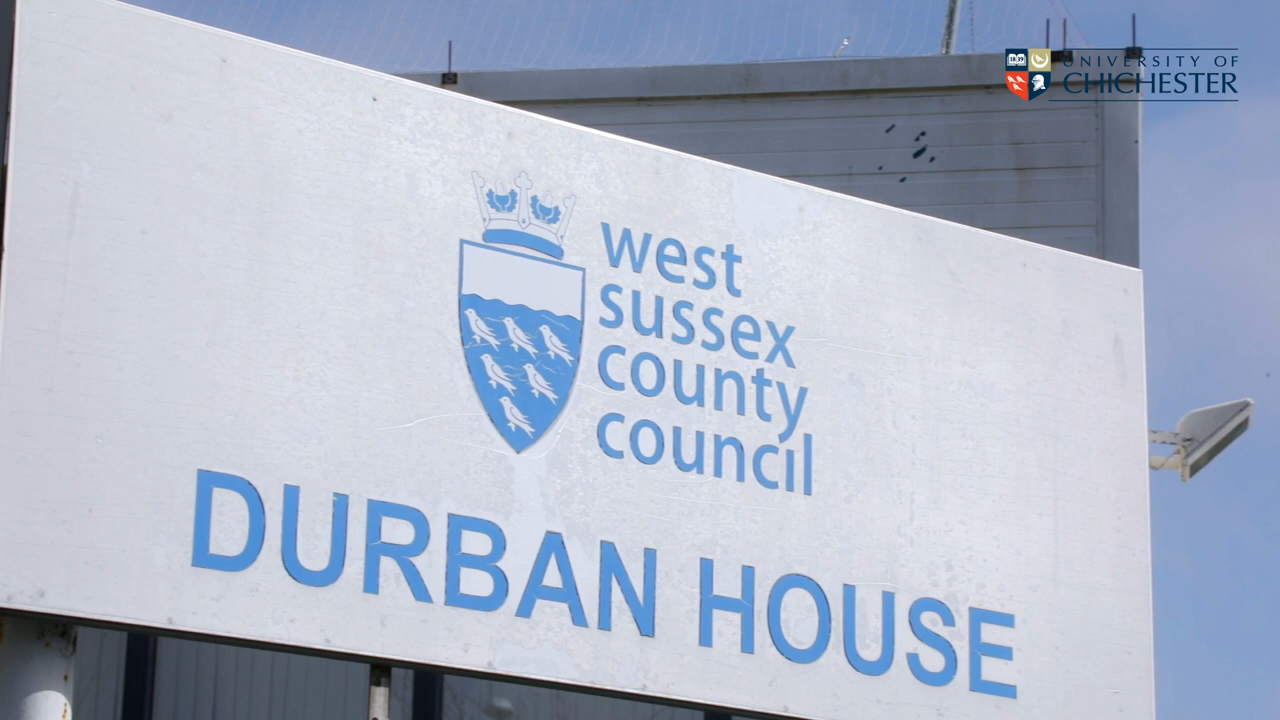 UNIVERSITY OF
CHICHESTER
west
sussex
county
council
DURBAN HOUSE